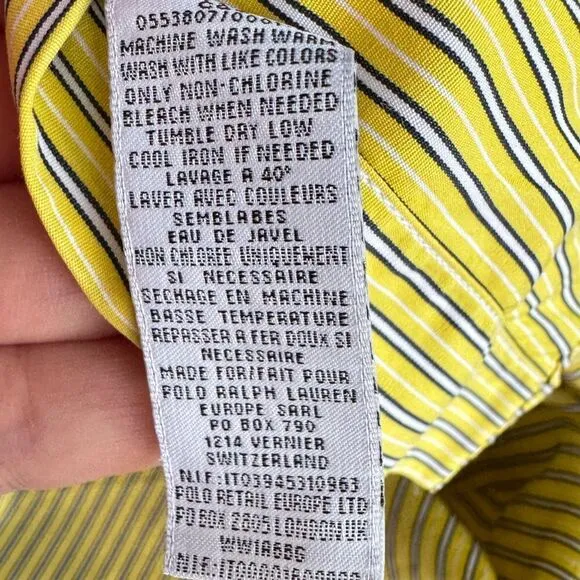 MACHINE WASH WARM
WASH WITH LIKE COLORS
ONLY NON-CHLORINE
BLEACH WHEN NEEDED
TUMBLE DRY LOW
COOL IRON IF NEEDED
LAVAGE A 40°
LAVER AVEC COULEURS
SEMBLABES
EAU DE JAVEL
NON CHLOREE UNIQUEMENT
SI NECESSAIRE
SECHAGE EN MACHINE
BASSE TEMPERATURE
REPASSER A FER DOUX SI
NECESSAIRE
MADE FOR/FAIT POUR
POLO RALPH LAUREN
EUROPE SARL
PO BOX 790
1214 VERNIER
SWITZERLAND
N.I.F:IT03945310963
POLO RETAIL EUROPE LTD
PO BOX 2805 LONDON UK
WW1A6BG